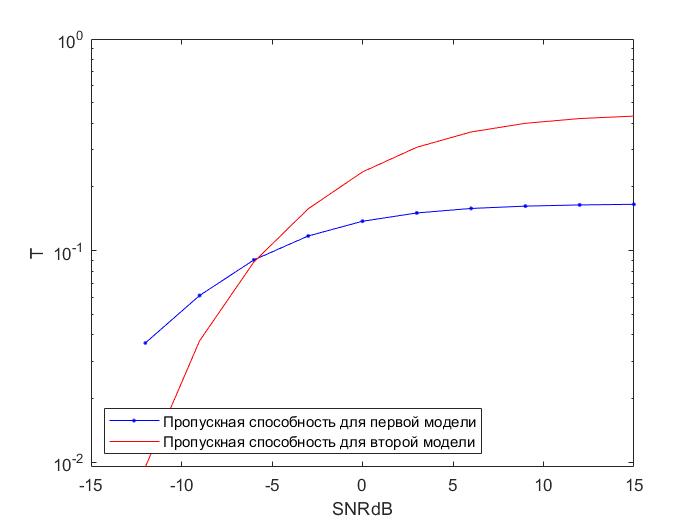 10^0
10^-1
10^-2
T
Пропускная способность для первой модели
Пропускная способность для второй модели
-15 -10 -5 0 5 10 15
SNRdB